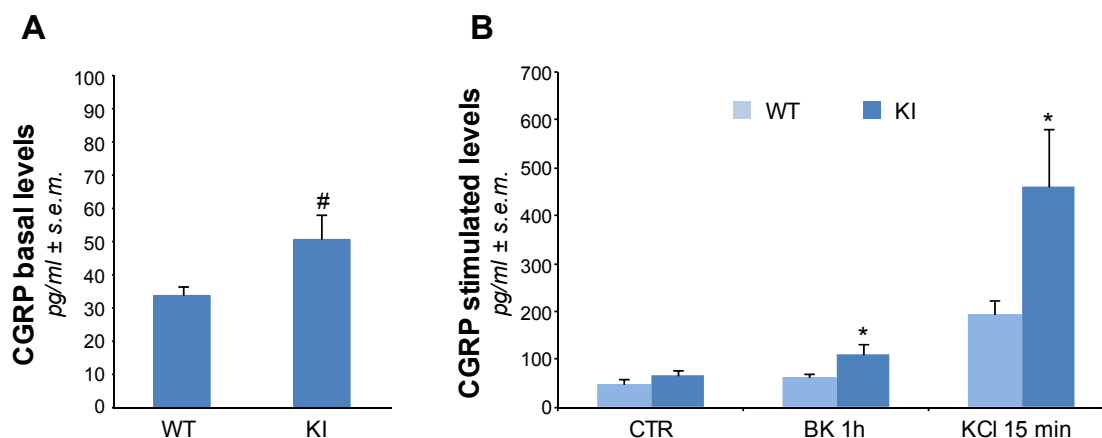 A
CGRP basal levels
pg/ml ± s.e.m.
100
90
80
70
60
50
40
30
20
10
0
#
WT
KI
B
CGRP stimulated levels
pg/ml ± s.e.m.
700
600
500
400
300
200
100
0
WT
KI
*
*
CTR
BK 1h
KCl 15 min